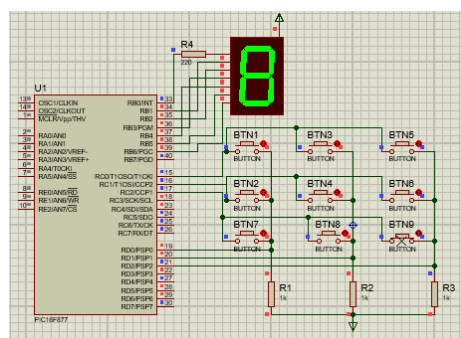 R4
220
U1
13 OSC1/CLKIN RB0/INT 33
14 OSC2/CLKOUT RB1 34
1 MCLR/Vpp/THV RB2 35
RB3/PGM 36
2 RA0/AN0 RB4 37
3 RA1/AN1 RB5 38
4 RA2/AN2/VREF- RB6/PGC 39
5 RA3/AN3/VREF+ RB7/PGD 40
6 RA4/T0CKI
7 RA5/AN4/SS RC0/T1OSO/T1CKI 15
RC1/T1OSI/CCP2 16
8 RE0/AN5/RD RC2/CCP1 17
9 RE1/AN6/WR RC3/SCK/SCL 18
10 RE2/AN7/CS RC4/SDI/SDA 23
RC5/SDO 24
RC6/TX/CK 25
RC7/RX/DT 26
RD0/PSP0 19
RD1/PSP1 20
RD2/PSP2 21
RD3/PSP3 22
RD4/PSP4 27
RD5/PSP5 28
RD6/PSP6 29
RD7/PSP7 30
PIC16F877
BTN1 BTN3 BTN5
BUTTON BUTTON BUTTON
BTN2 BTN4 BTN6
BUTTON BUTTON BUTTON
BTN7 BTN8 BTN9
BUTTON BUTTON BUTTON
R1 R2 R3
1k 1k 1k